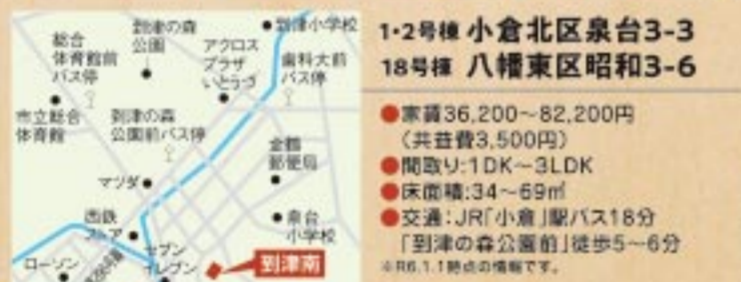 到津小学校
到津の森
公園
総合
体育館前
バス停
アクロス
プラザ
いとうづ
歯科大前
バス停
市立総合
体育館
到津の森
公園前バス停
金鶏
郵便局
マツダ
西鉄
ストア
泉台
小学校
セブン
イレブン
ローソン
到津南
1・2号棟 小倉北区泉台3-3
18号棟 八幡東区昭和3-6
●家賃36,200〜82,200円
(共益費3,500円)
●間取り:1DK〜3LDK
●床面積:34〜69㎡
●交通:JR「小倉」駅バス18分
「到津の森公園前」徒歩5〜6分
※R6.1.1時点の情報です。